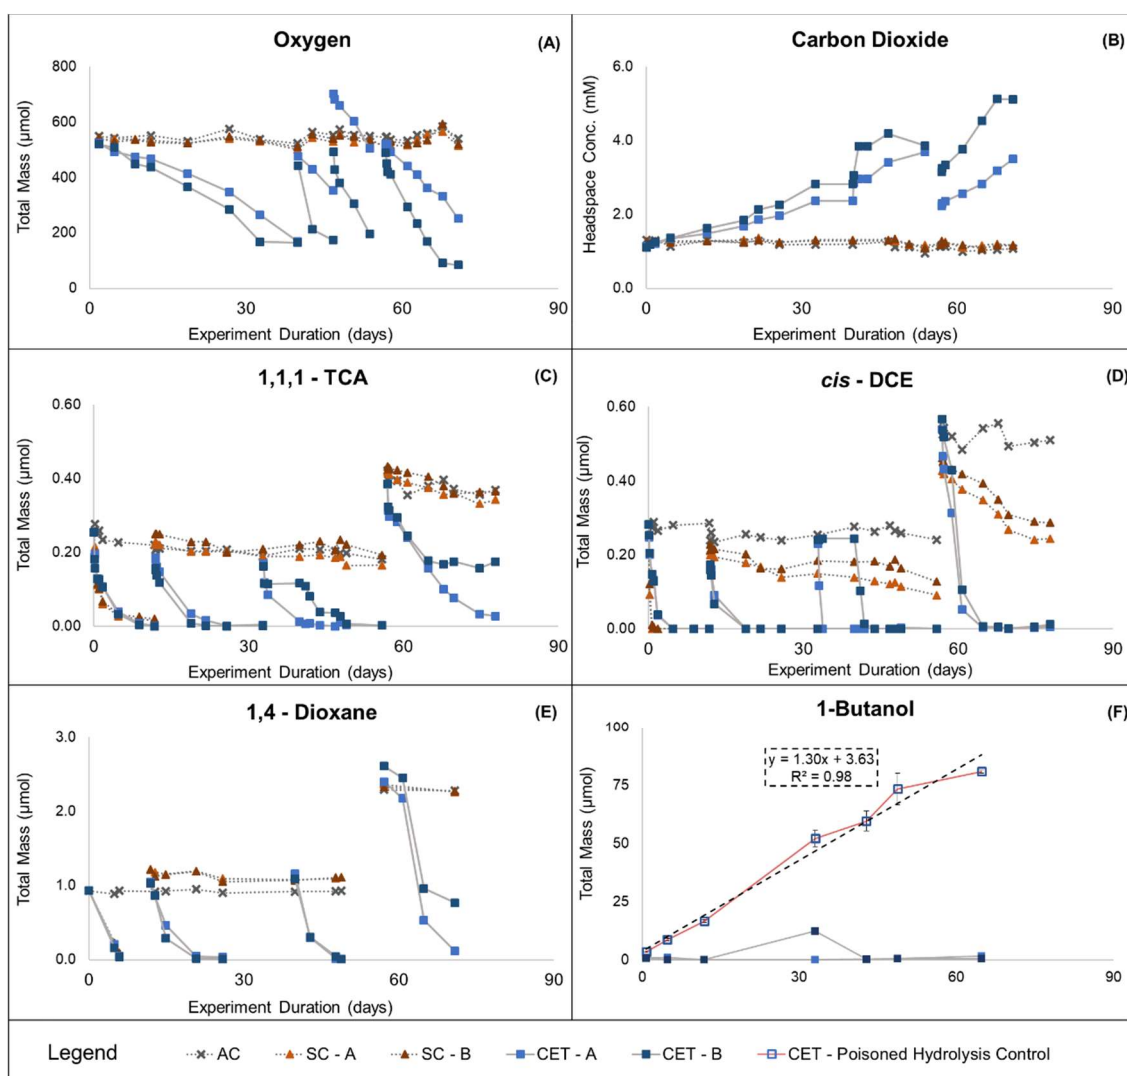 Oxygen
(A)
Total Mass (µmol)
800
600
400
200
0
0 30 60 90
Experiment Duration (days)
Carbon Dioxide
(B)
Headspace Conc. (mM)
6.0
4.0
2.0
0.0
0 30 60 90
Experiment Duration (days)
1,1,1 - TCA
(C)
Total Mass (µmol)
0.60
0.40
0.20
0.00
0 30 60 90
Experiment Duration (days)
cis - DCE
(D)
Total Mass (µmol)
0.60
0.40
0.20
0.00
0 30 60 90
Experiment Duration (days)
1,4 - Dioxane
(E)
Total Mass (µmol)
3.0
2.0
1.0
0.0
0 30 60 90
Experiment Duration (days)
1-Butanol
(F)
Total Mass (µmol)
100
75
50
25
0
y = 1.30x + 3.63
R² = 0.98
0 30 60 90
Experiment Duration (days)
Legend AC SC - A SC - B CET - A CET - B CET - Poisoned Hydrolysis Control